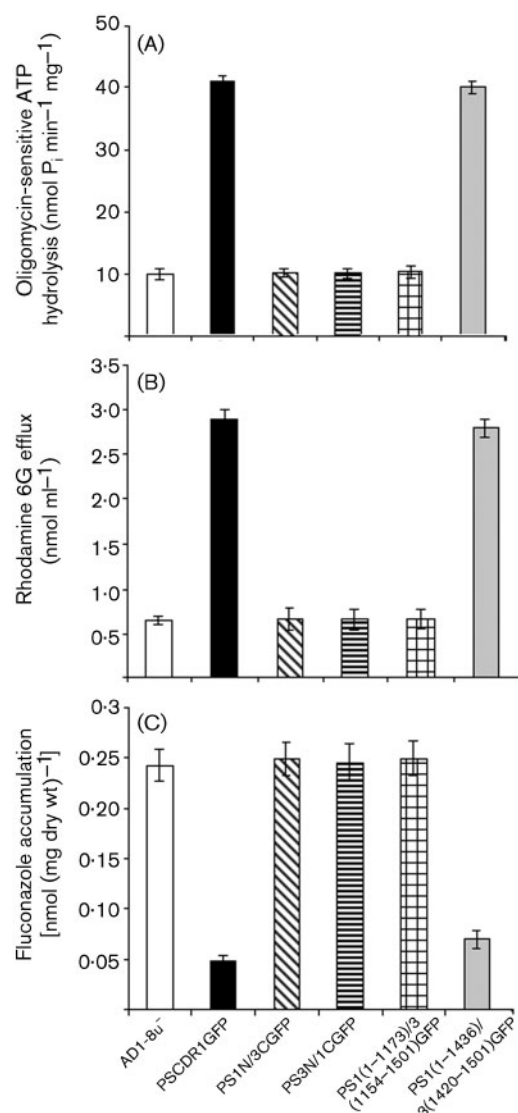 (A)
Oligomycin-sensitive ATP
hydrolysis (nmol Pi min−1 mg−1)
50
40
30
20
10
(B)
Rhodamine 6G efflux
(nmol ml−1)
3·5
3·0
2·5
2·0
1·5
1·0
0·5
(C)
Fluconazole accumulation
[nmol (mg dry wt)−1]
0·3
0·25
0·20
0·15
0·10
0·05
AD1-8u−
PSCDR1GFP
PS1N/3CGFP
PS3N/1CGFP
PS1(1–1173)/3
(1154–1501)GFP
PS1(1–1436)/
3(1420–1501)GFP